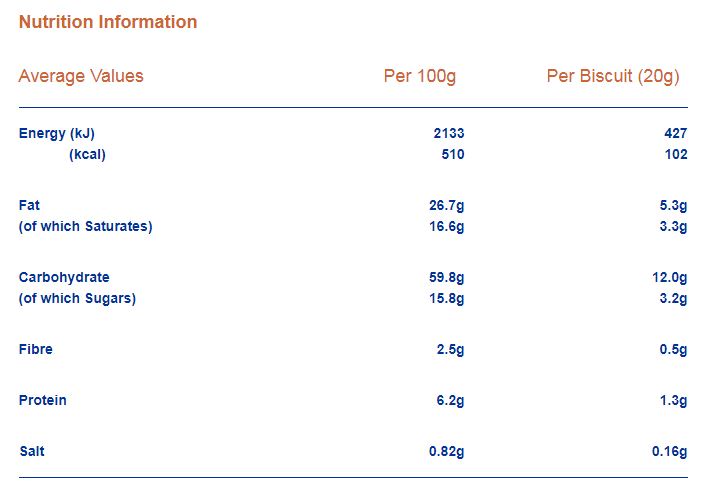 Nutrition Information
Average Values Per 100g Per Biscuit (20g)
Energy (kJ) 2133 427
(kcal) 510 102
Fat 26.7g 5.3g
(of which Saturates) 16.6g 3.3g
Carbohydrate 59.8g 12.0g
(of which Sugars) 15.8g 3.2g
Fibre 2.5g 0.5g
Protein 6.2g 1.3g
Salt 0.82g 0.16g